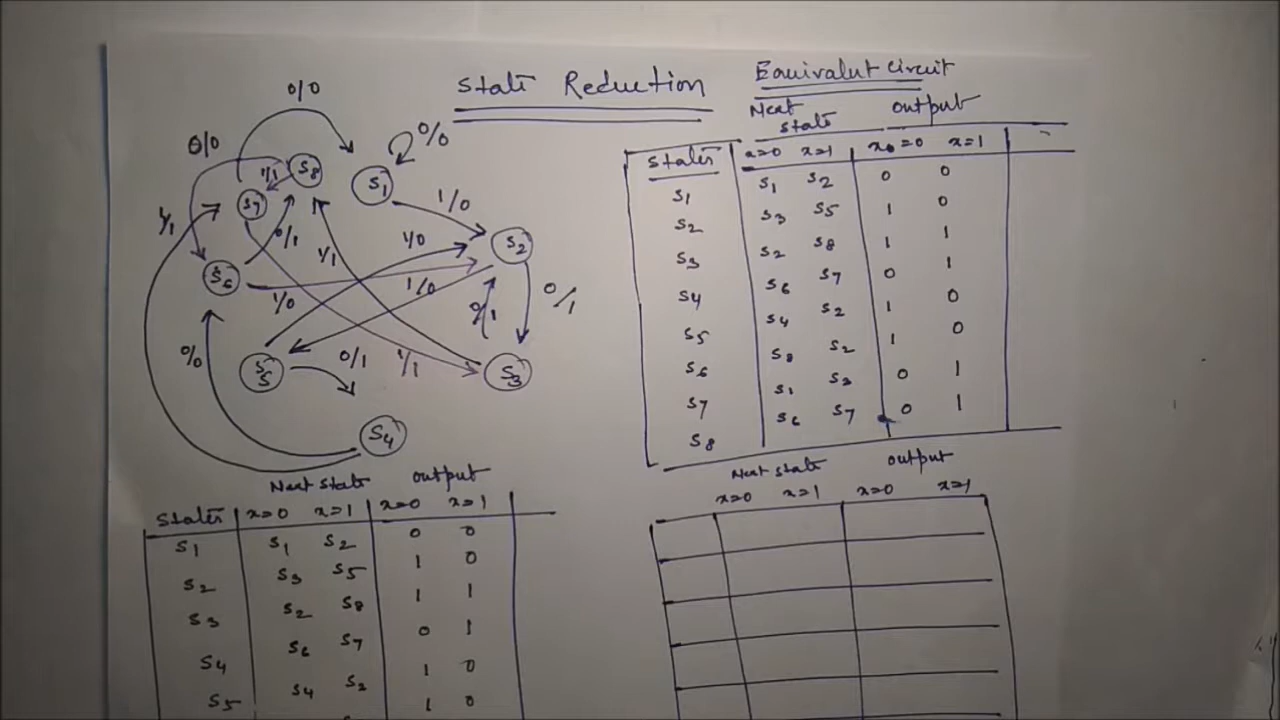 State Reduction
Equivalut Circuit
0/0
S8
S7
1/1
0/0
1/1
S1
0/0
1/0
S2
1/0
1/0
1/0
0/1
0/1
0/1
1/1
S6
0/0
S5
0/1
1/1
S3
S4
Next state output
States x=0 x=1 x=0 x=1
S1 S1 S2 0 0
S2 S3 S5 1 0
S3 S2 S8 1 1
S4 S6 S7 0 1
S5 S4 S2 1 0
S6 S8 S2 1 0
S7 S1 S3 0 1
S8 S6 S7 0 1
Next state output
States x=0 x=1 x=0 x=1
S1 S1 S2 0 0
S2 S3 S5 1 0
S3 S2 S8 1 1
S4 S6 S7 0 1
S5 S4 S2 1 0
1 0
Next state output
x=0 x=1 x=0 x=1